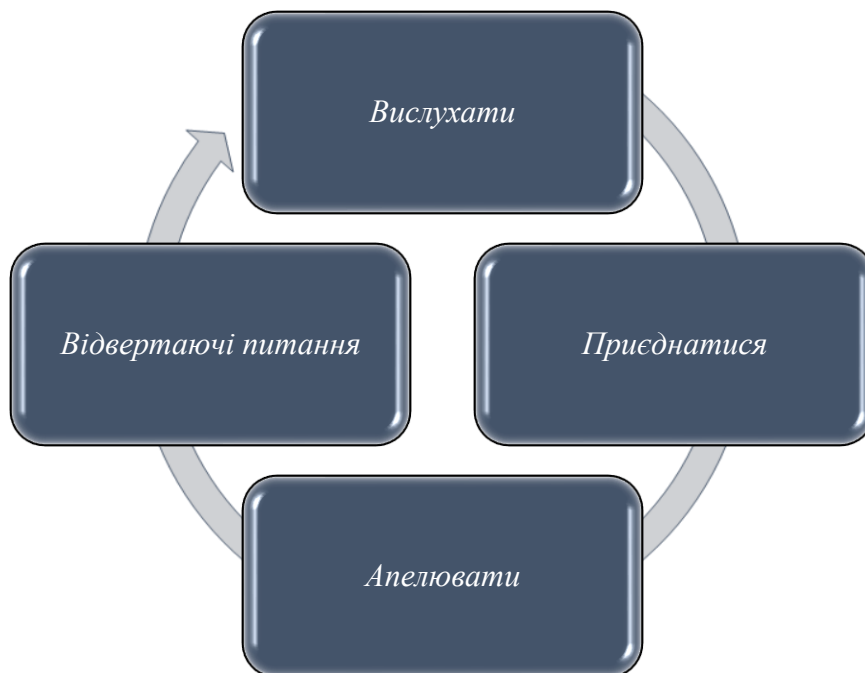 Вислухати
Приєднатися
Апелювати
Відвертаючі питання